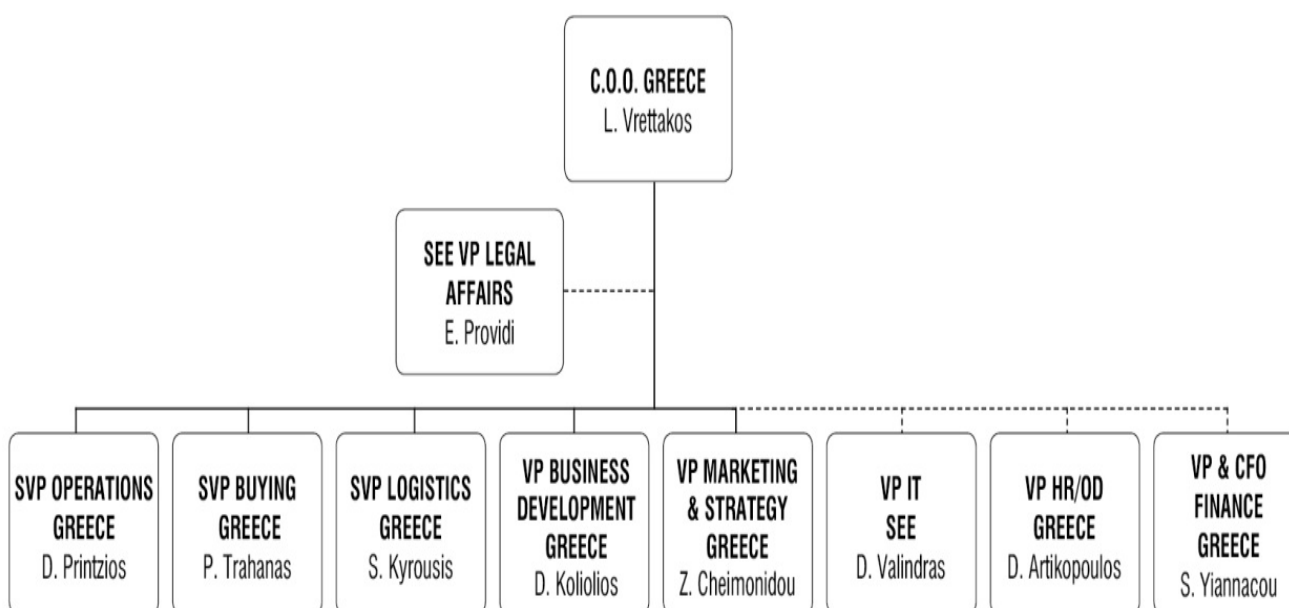 C.O.O. GREECE
L. Vrettakos
SEE VP LEGAL
AFFAIRS
E. Providi
SVP OPERATIONS
GREECE
D. Printzios
SVP BUYING
GREECE
P. Trahanas
SVP LOGISTICS
GREECE
S. Kyrousis
VP BUSINESS
DEVELOPMENT
GREECE
D. Koliolios
VP MARKETING
& STRATEGY
GREECE
Z. Cheimonidou
VP IT
SEE
D. Valindras
VP HR/OD
GREECE
D. Artikopoulos
VP & CFO
FINANCE
GREECE
S. Yiannacou